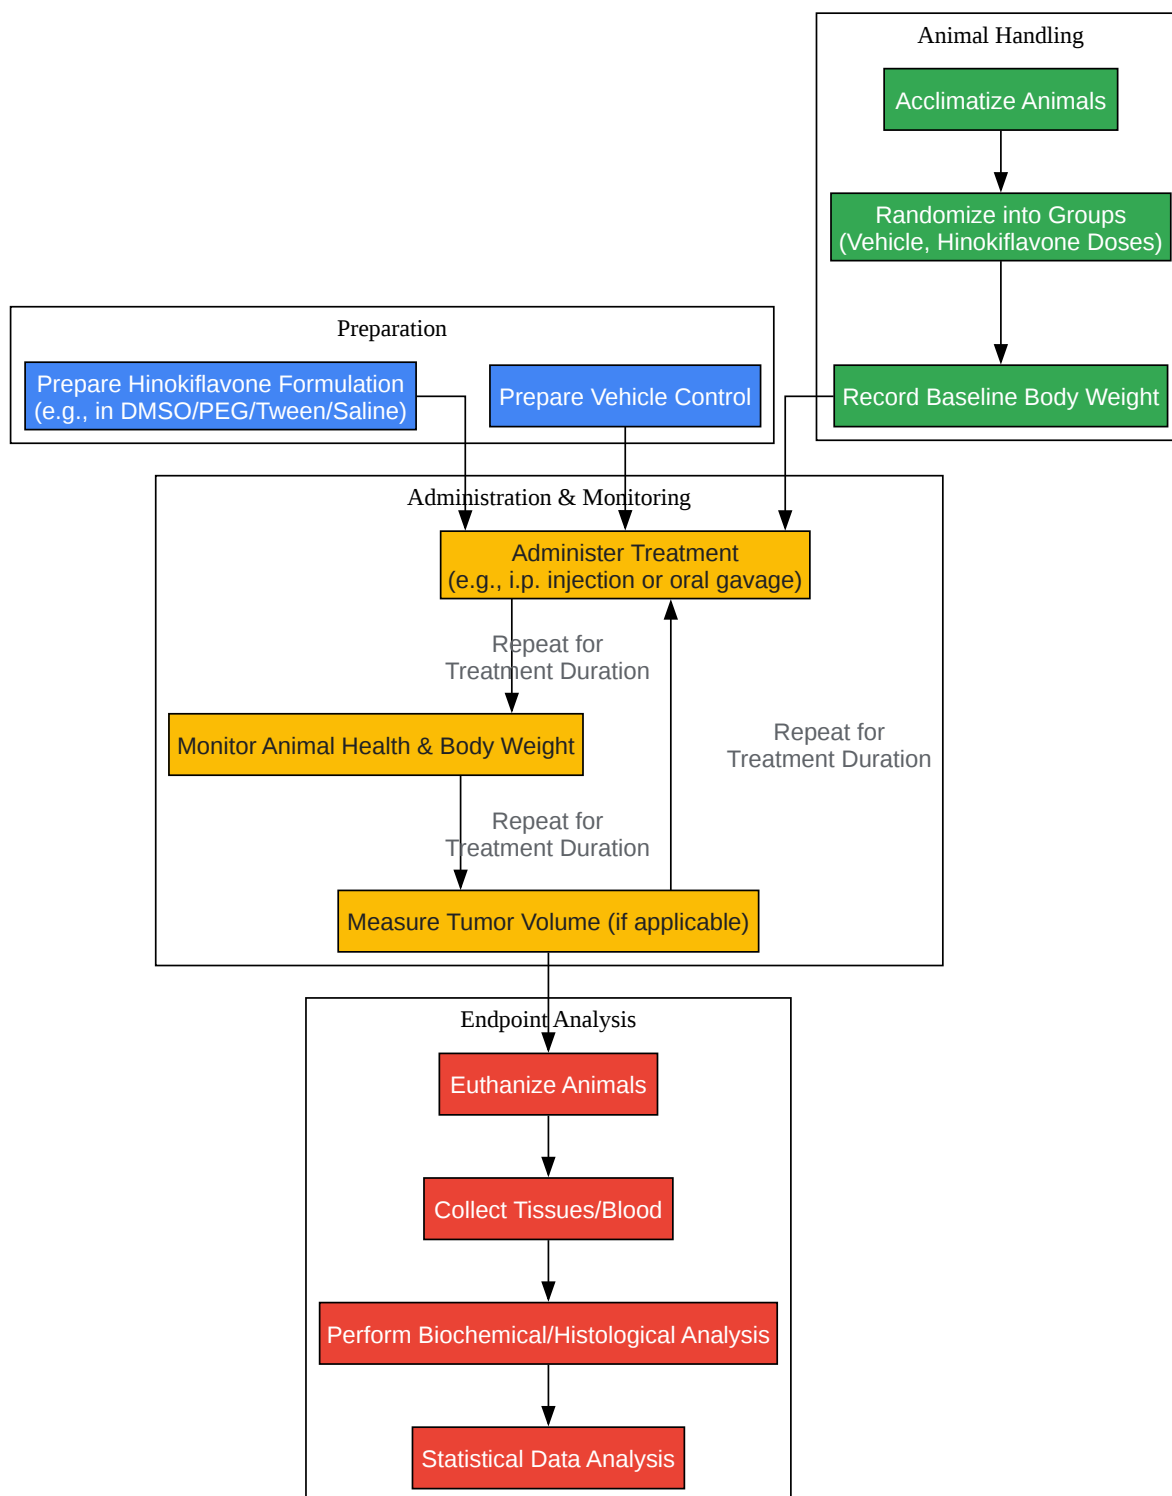 Animal Handling
Acclimatize Animals
Randomize into Groups
(Vehicle, Hinokiflavone Doses)
Record Baseline Body Weight
Preparation
Prepare Hinokiflavone Formulation
(e.g., in DMSO/PEG/Tween/Saline)
Prepare Vehicle Control
Administration & Monitoring
Administer Treatment
(e.g., i.p. injection or oral gavage)
Repeat for
Treatment Duration
Monitor Animal Health & Body Weight
Repeat for
Treatment Duration
Repeat for
Treatment Duration
Measure Tumor Volume (if applicable)
Endpoint Analysis
Euthanize Animals
Collect Tissues/Blood
Perform Biochemical/Histological Analysis
Statistical Data Analysis